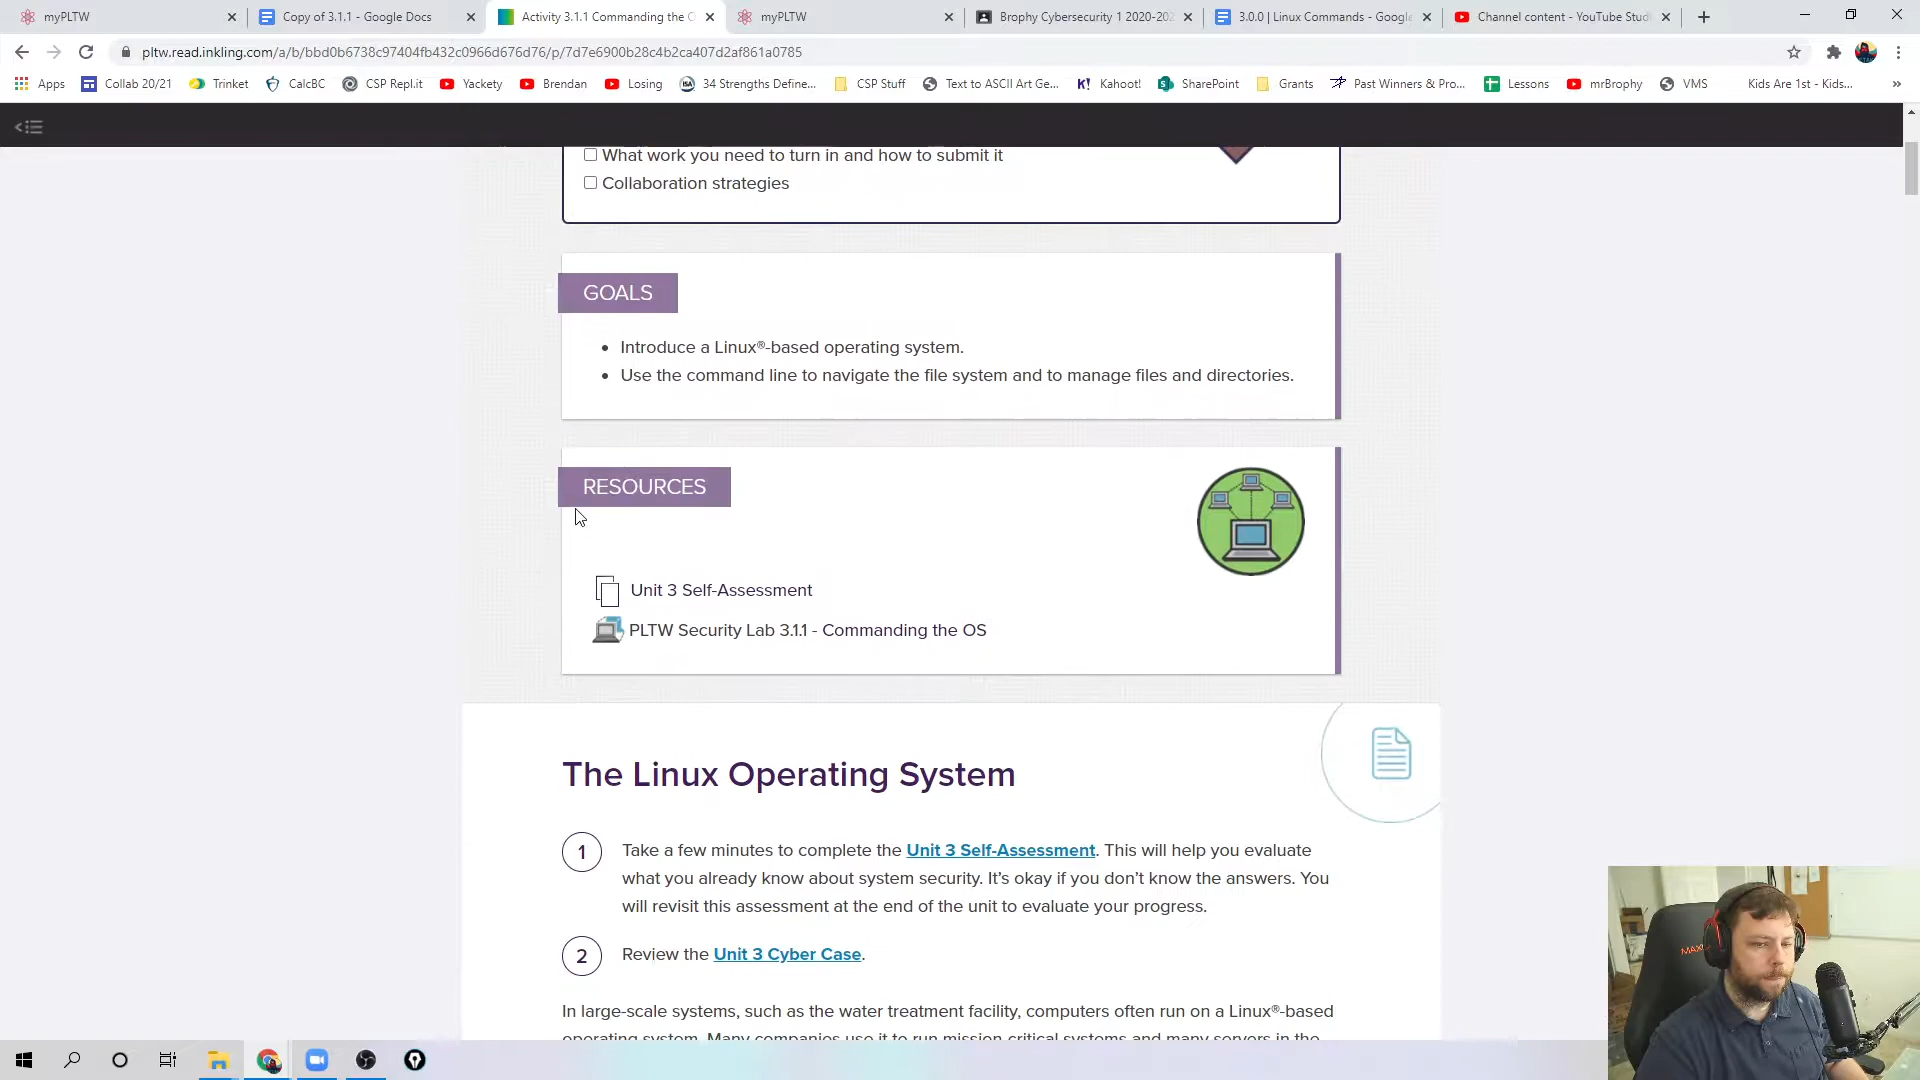 myPLTW
Copy of 3.1.1 - Google Docs
Activity 3.1.1 Commanding the O
myPLTW
Brophy Cybersecurity 1 2020-202
3.0.0 | Linux Commands - Google
Channel content - YouTube Studi
pltw.read.inkling.com/a/b/bbd0b6738c97404fb432c0966d676d76/p/7d7e6900b28c4b2ca407d2af861a0785
Apps
Collab 20/21
Trinket
CalcBC
CSP Repl.it
Yackety
Brendan
Losing
34 Strengths Define...
CSP Stuff
Text to ASCII Art Ge...
K! Kahoot!
SharePoint
Grants
Past Winners & Pro...
Lessons
mrBrophy
VMS
Kids Are 1st - Kids...
What work you need to turn in and how to submit it
Collaboration strategies
GOALS
• Introduce a Linux®-based operating system.
• Use the command line to navigate the file system and to manage files and directories.
RESOURCES
Unit 3 Self-Assessment
PLTW Security Lab 3.1.1 - Commanding the OS
The Linux Operating System
1 Take a few minutes to complete the Unit 3 Self-Assessment. This will help you evaluate
what you already know about system security. It's okay if you don't know the answers. You
will revisit this assessment at the end of the unit to evaluate your progress.
2 Review the Unit 3 Cyber Case.
In large-scale systems, such as the water treatment facility, computers often run on a Linux®-based
operating system. Many companies use it to run mission critical systems and many servers in the